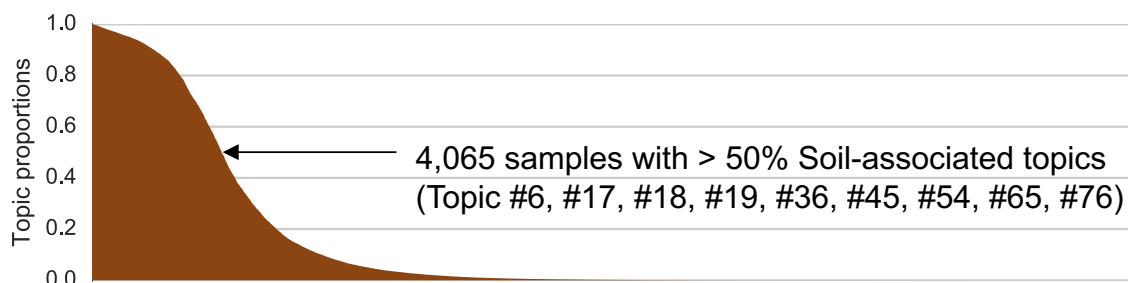 1.0
0.8
0.6
0.4
0.2
0.0
Topic proportions
4,065 samples with > 50% Soil-associated topics
(Topic #6, #17, #18, #19, #36, #45, #54, #65, #76)